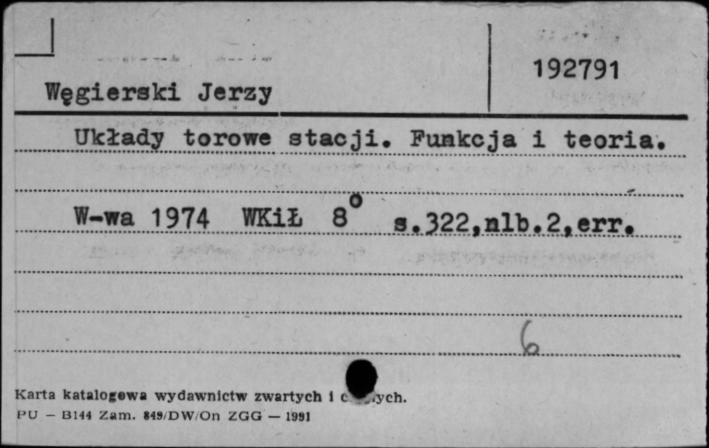 192791
Węgierski Jerzy
Układy torowe stacji. Funkcja i teoria.
W-wa 1974 WKiŁ 8° s.322,nlb.2,err.
6
Karta katalogowa wydawnictw zwartych i
PU — B144 Zam. 849/DW/On ZGG — 1991